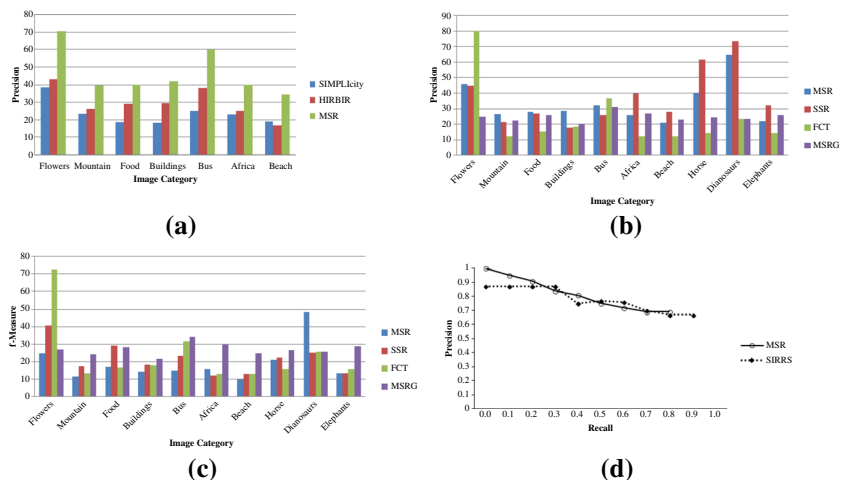 80
70
60
50
40
30
20
10
0
Precision
Flowers Mountain Food Buildings Bus Africa Beach
Image Category
SIMPLIcity
HIRBIR
MSR
(a)
90
80
70
60
50
40
30
20
10
0
Precision
Flowers
Mountain
Food
Buildings
Bus
Africa
Beach
Horse
Dianosaurs
Elephants
Image Category
MSR
SSR
FCT
MSRG
(b)
80
70
60
50
40
30
20
10
0
f-Measure
Flowers
Mountain
Food
Buildings
Bus
Africa
Beach
Horse
Dianosaurs
Elephants
Image Category
MSR
SSR
FCT
MSRG
(c)
1
0.9
0.8
0.7
0.6
0.5
0.4
0.3
0.2
0.1
0
Precision
0.0 0.1 0.2 0.3 0.4 0.5 0.6 0.7 0.8 0.9 1.0
Recall
MSR
SIRRS
(d)